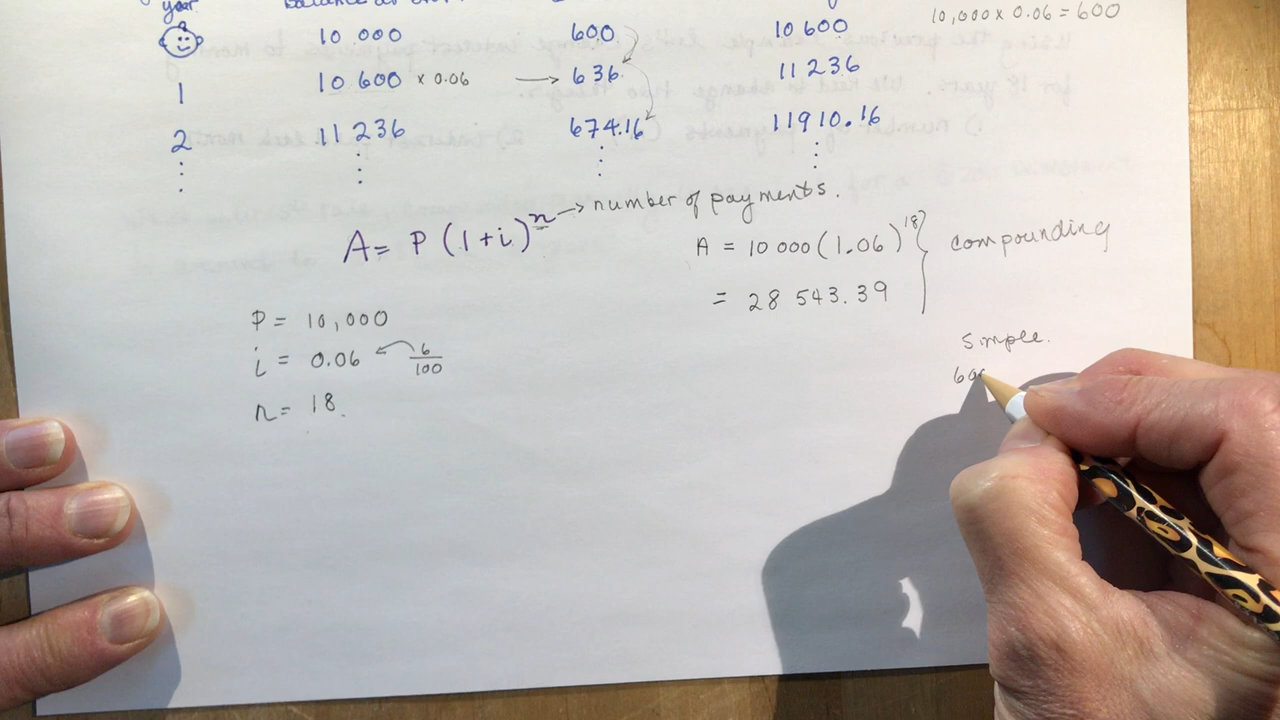 year
10,000 x 0.06 = 600
10 000 600 10 600
1 10 600 x 0.06 → 636 11 236
2 11 236 674.16 11910.16
A = P (1+i)^n → number of payments.
A = 10 000 (1.06)^18 } compounding
= 28 543.39
P = 10,000
i = 0.06 ← 6/100
n = 18.
Simple.
600